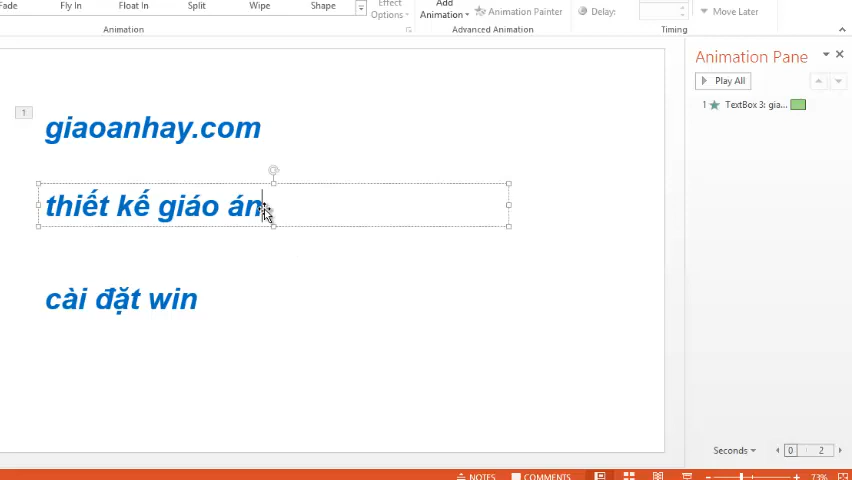 Fade Fly In Float In Split Wipe Shape Effect Options Add Animation Animation Painter Delay: Move Later
Animation Advanced Animation Timing
Animation Pane
Play All
1 TextBox 3: gia...
1
giaoanhay.com
thiết kế giáo án
cài đặt win
Seconds 0 2
NOTES COMMENTS 73%